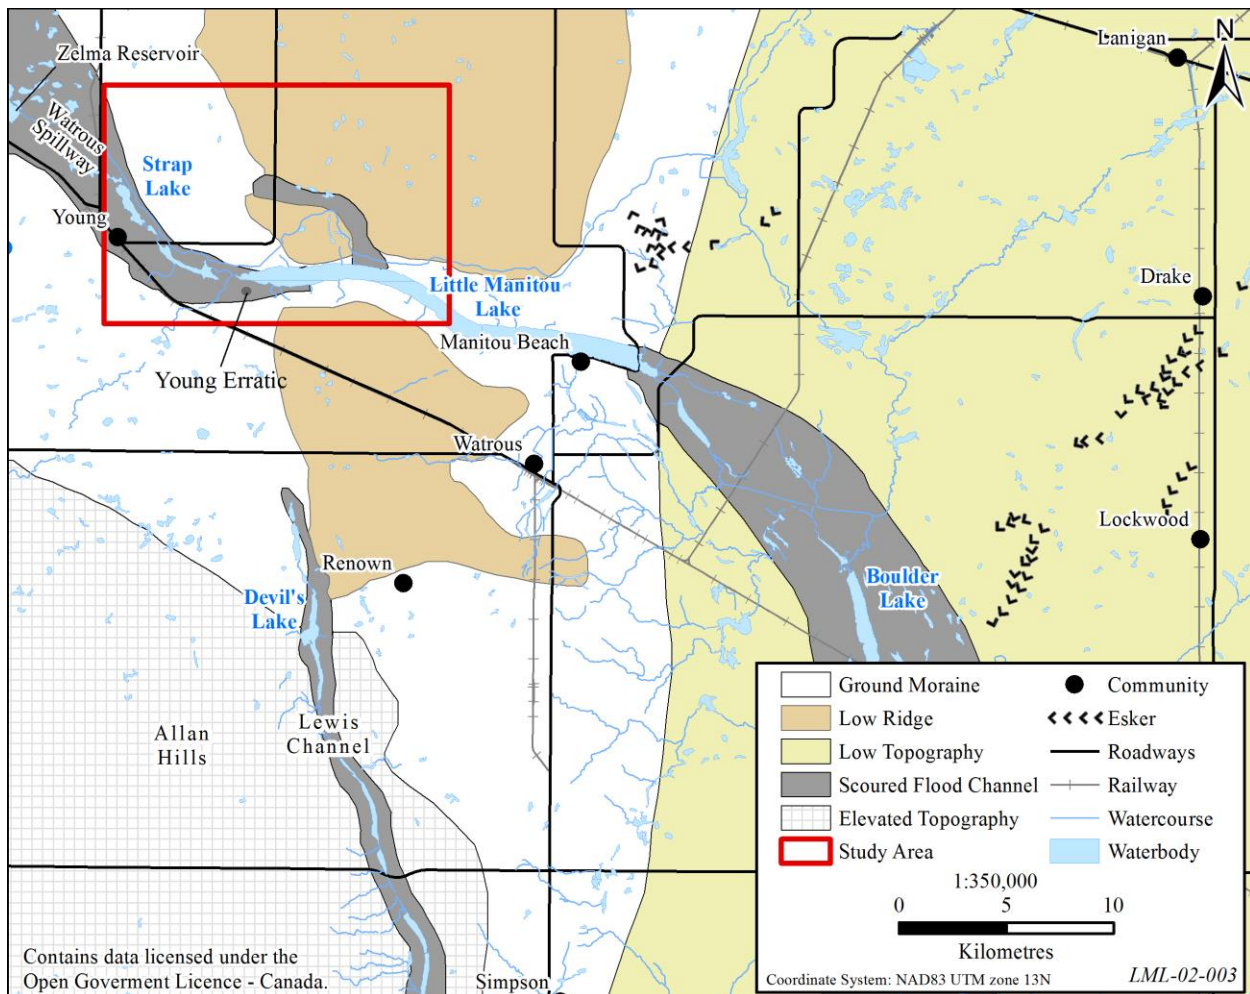 Zelma Reservoir
Lanigan
N
Watrous
Spillway
Strap
Lake
Young
Little Manitou
Lake
Drake
Manitou Beach
Young Erratic
Watrous
Lockwood
Renown
Boulder
Lake
Devil's
Lake
Allan
Hills
Lewis
Channel
Simpson
Ground Moraine
Low Ridge
Low Topography
Scoured Flood Channel
Elevated Topography
Study Area
Community
Esker
Roadways
Railway
Watercourse
Waterbody
1:350,000
0 5 10
Kilometres
Coordinate System: NAD83 UTM zone 13N
LML-02-003
Contains data licensed under the
Open Goverment Licence - Canada.